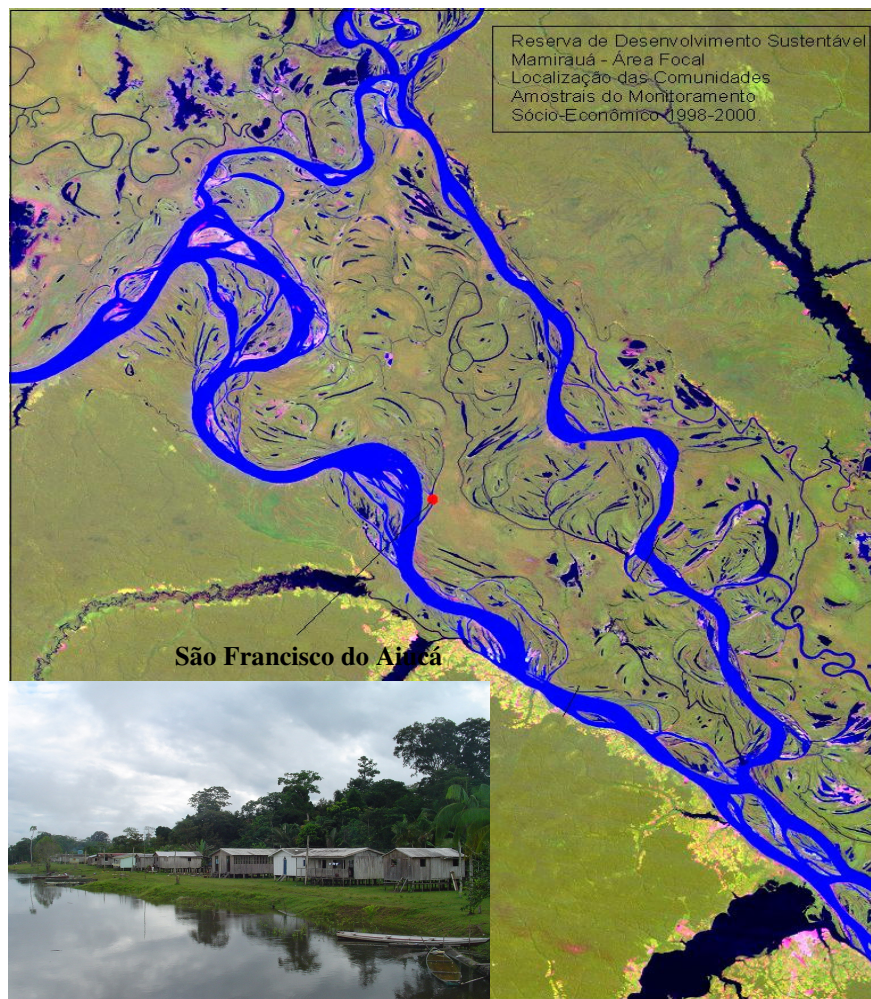 Reserva de Desenvolvimento Sustentável
Mamirauá - Área Focal
Localização das Comunidades
Amostrais do Monitoramento
Sócio-Econômico 1998-2000.
São Francisco do Aiucá